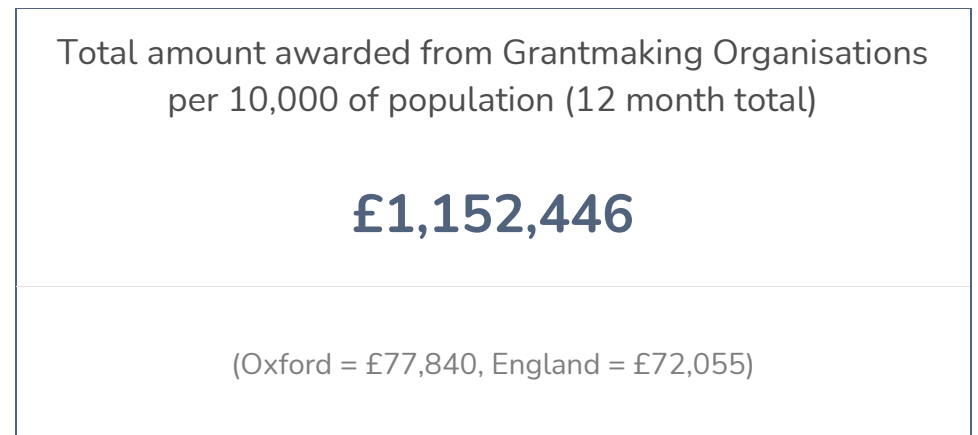 Total amount awarded from Grantmaking Organisations
per 10,000 of population (12 month total)
£1,152,446
(Oxford = £77,840, England = £72,055)